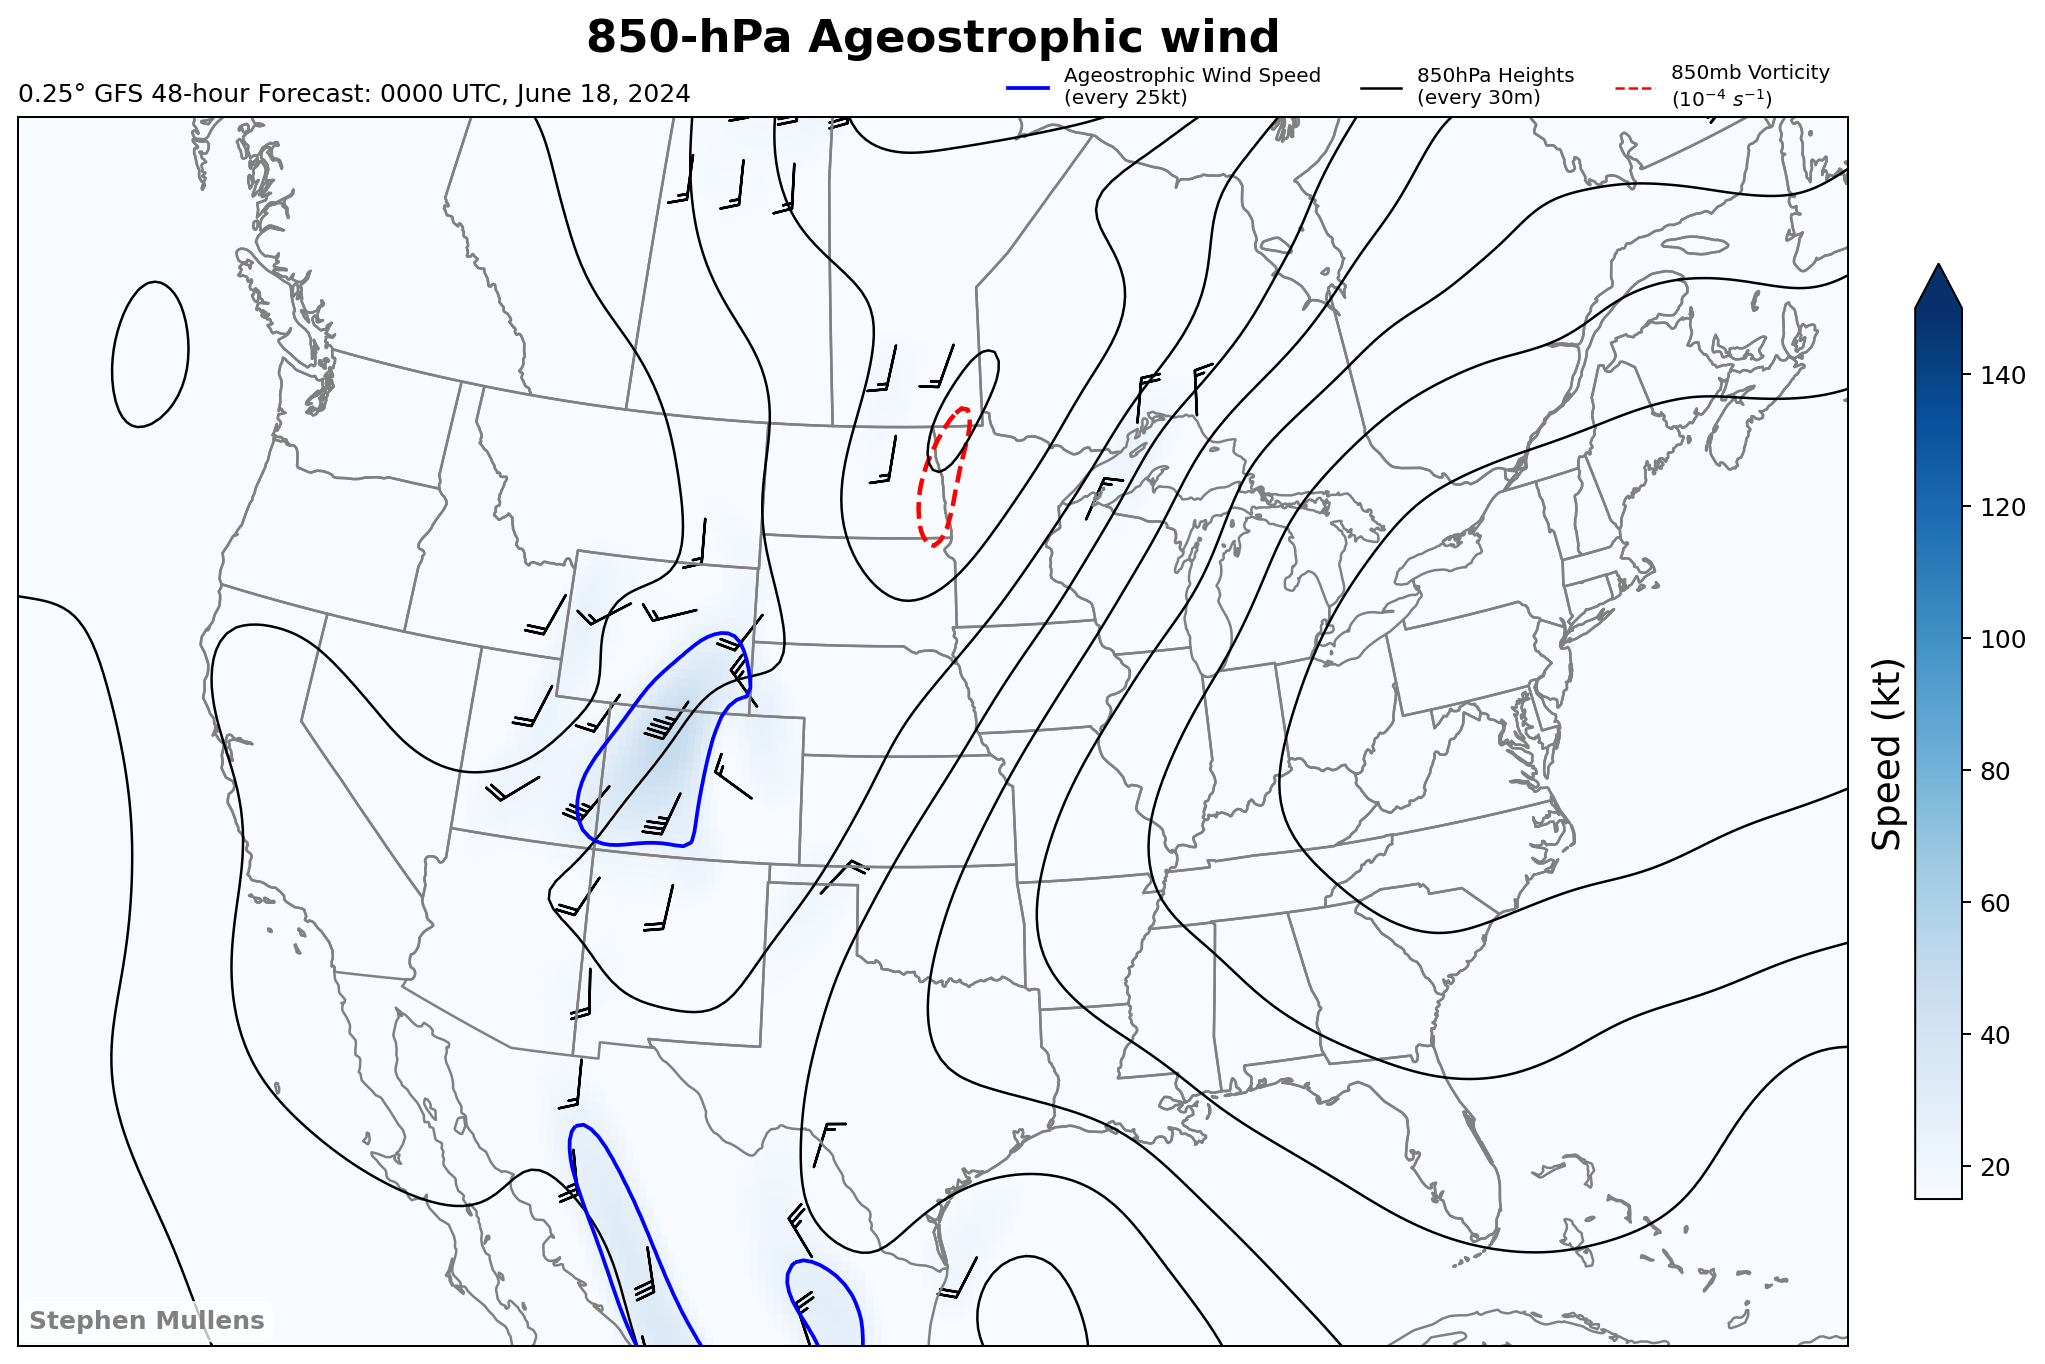 850-hPa Ageostrophic wind
0.25° GFS 48-hour Forecast: 0000 UTC, June 18, 2024
Ageostrophic Wind Speed
(every 25kt)
850hPa Heights
(every 30m)
850mb Vorticity
(10⁻⁴ s⁻¹)
140
120
100
80
60
40
20
Speed (kt)
Stephen Mullens